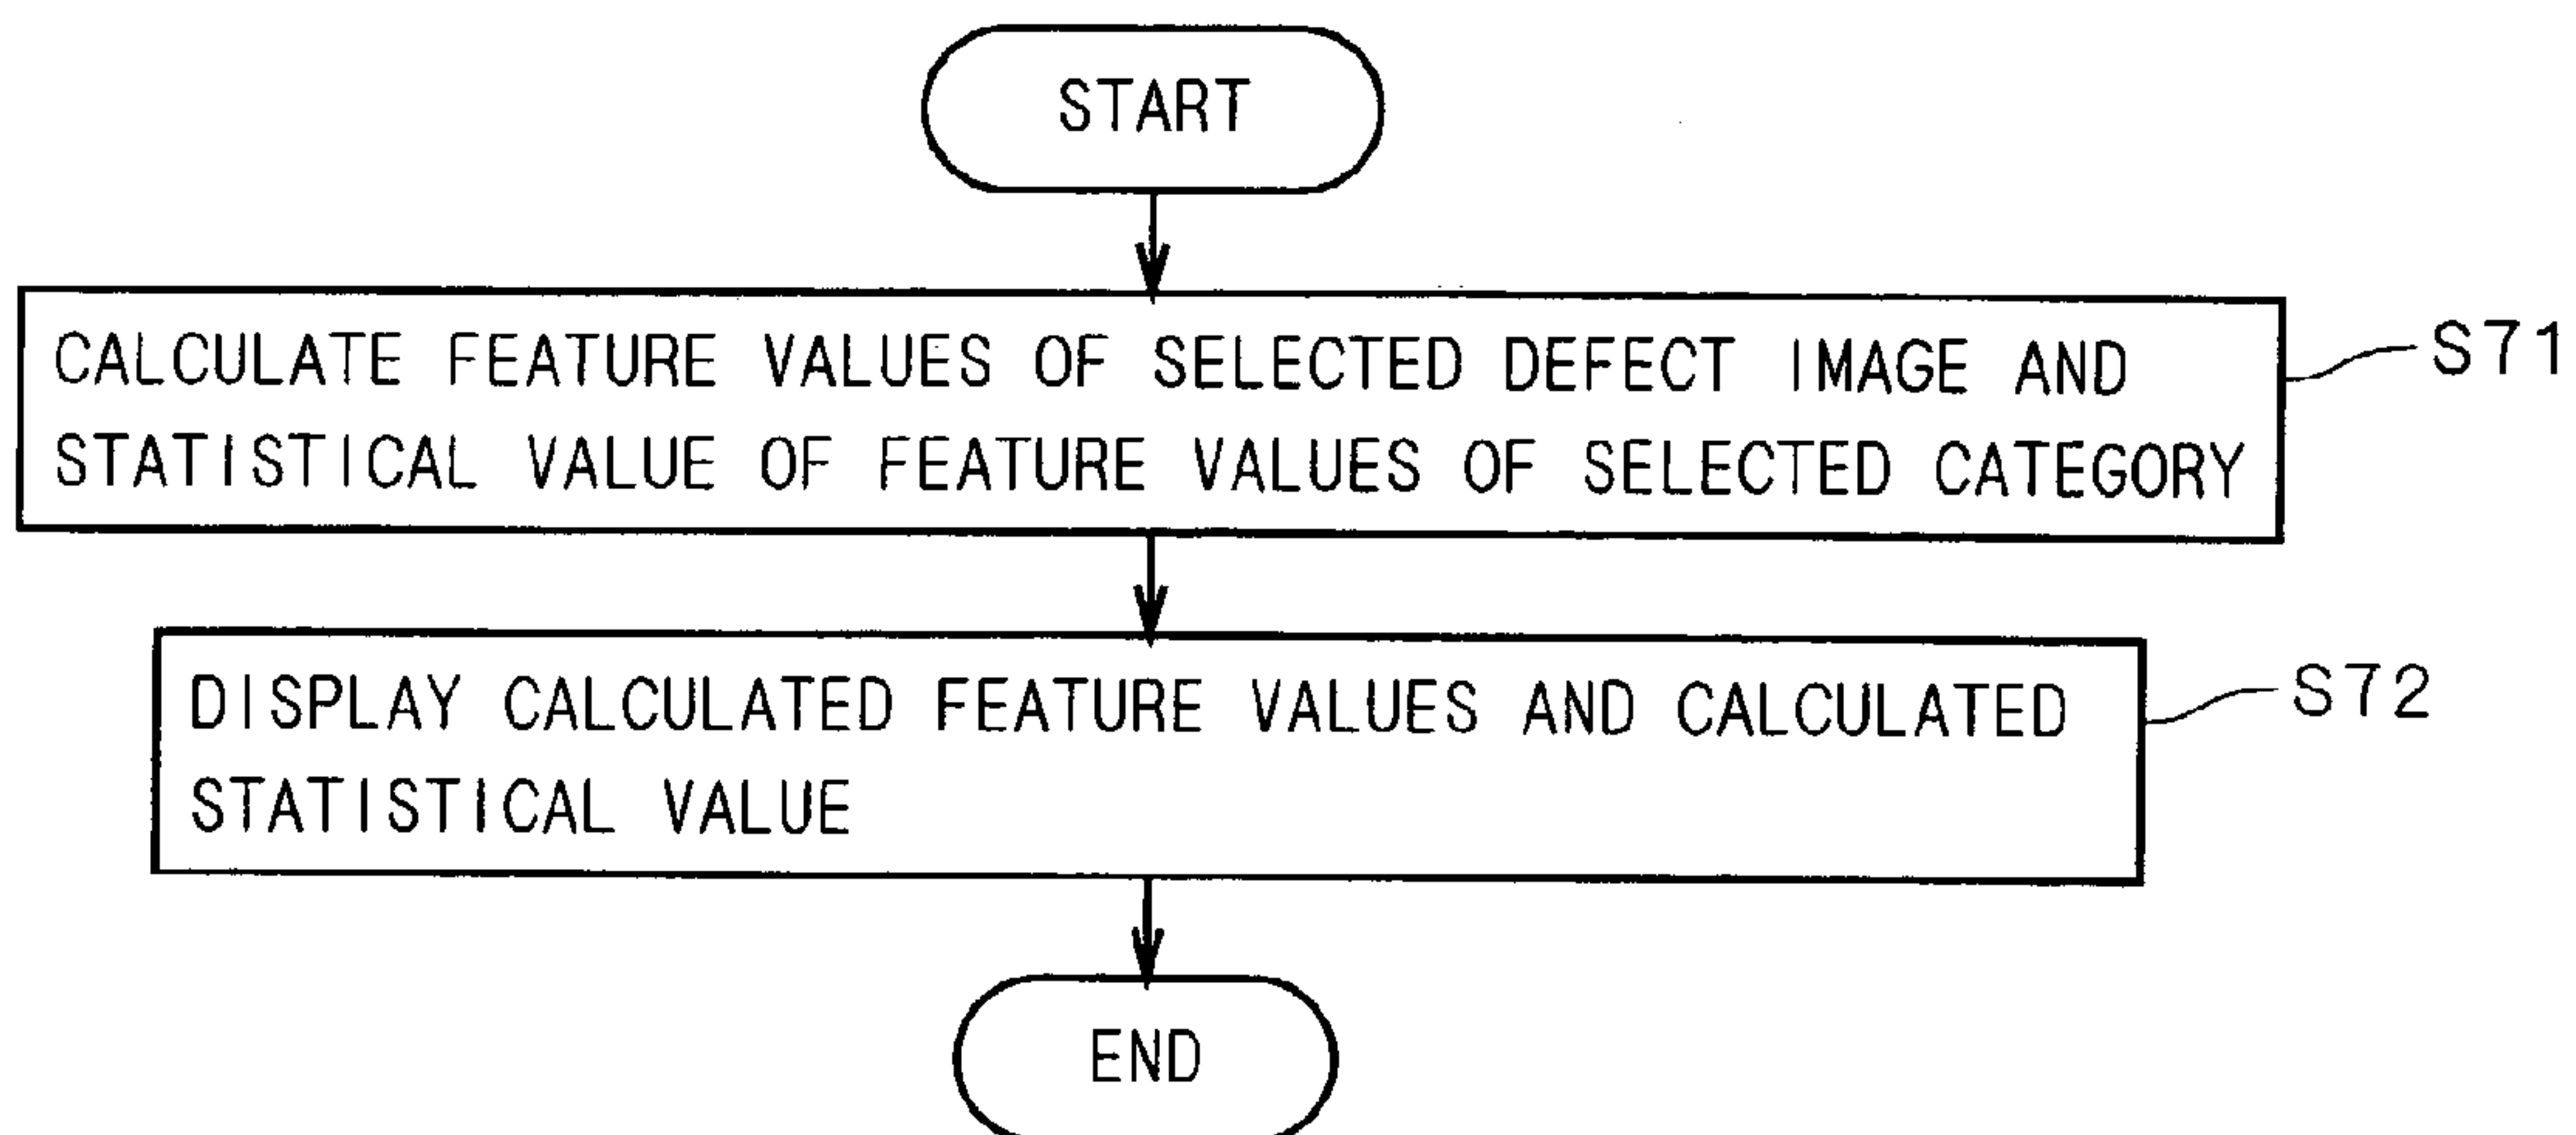 START
CALCULATE FEATURE VALUES OF SELECTED DEFECT IMAGE AND
STATISTICAL VALUE OF FEATURE VALUES OF SELECTED CATEGORY
S71
DISPLAY CALCULATED FEATURE VALUES AND CALCULATED
STATISTICAL VALUE
S72
END